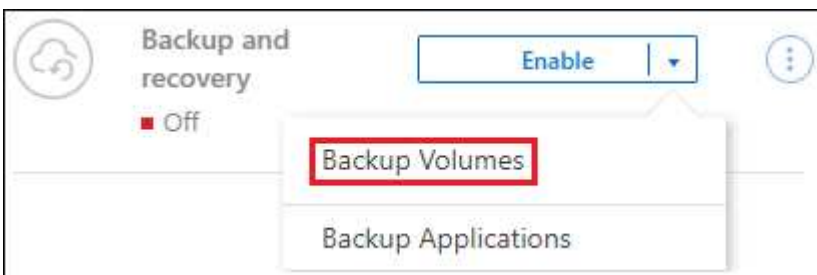 Backup and
recovery
Enable
Off
Backup Volumes
Backup Applications